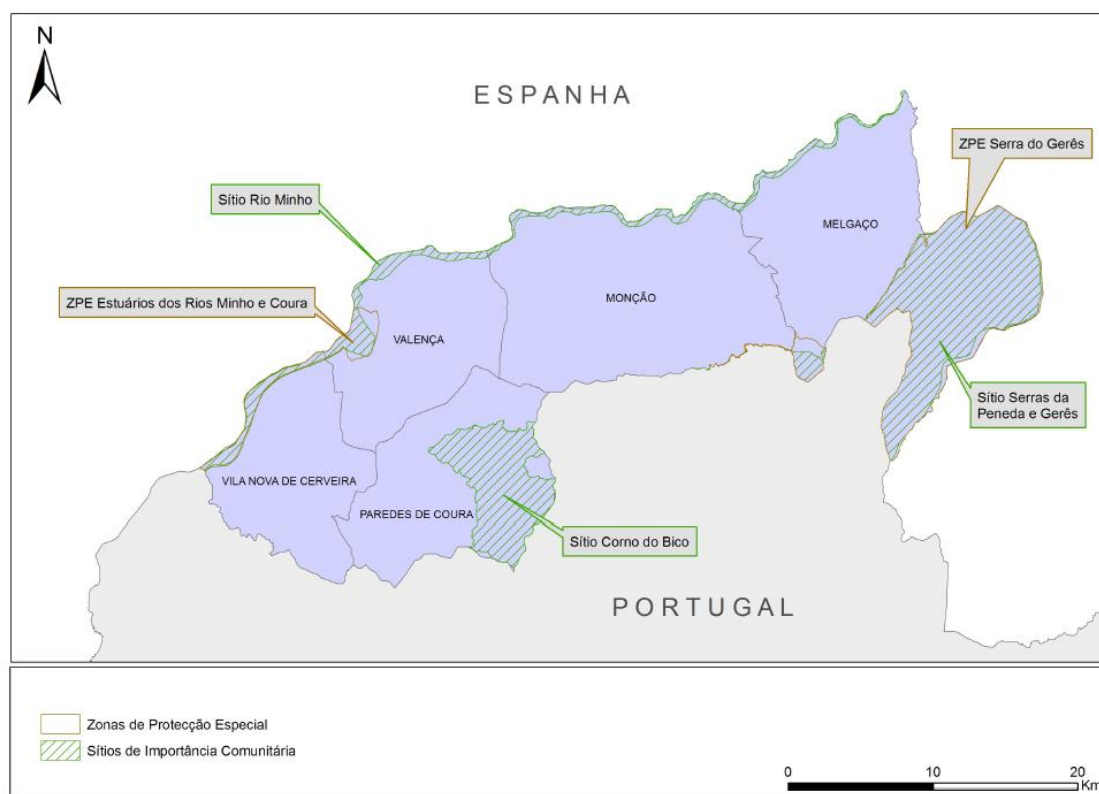 N
ESPANHA
ZPE Serra do Gerês
Sítio Rio Minho
MELGAÇO
ZPE Estuários dos Rios Minho e Coura
MONÇÃO
VALENÇA
Sítio Serras da
Peneda e Gerês
VILA NOVA DE CERVEIRA
PAREDES DE COURA
Sítio Corno do Bico
PORTUGAL
Zonas de Protecção Especial
Sítios de Importância Comunitária
0 10 20
Km